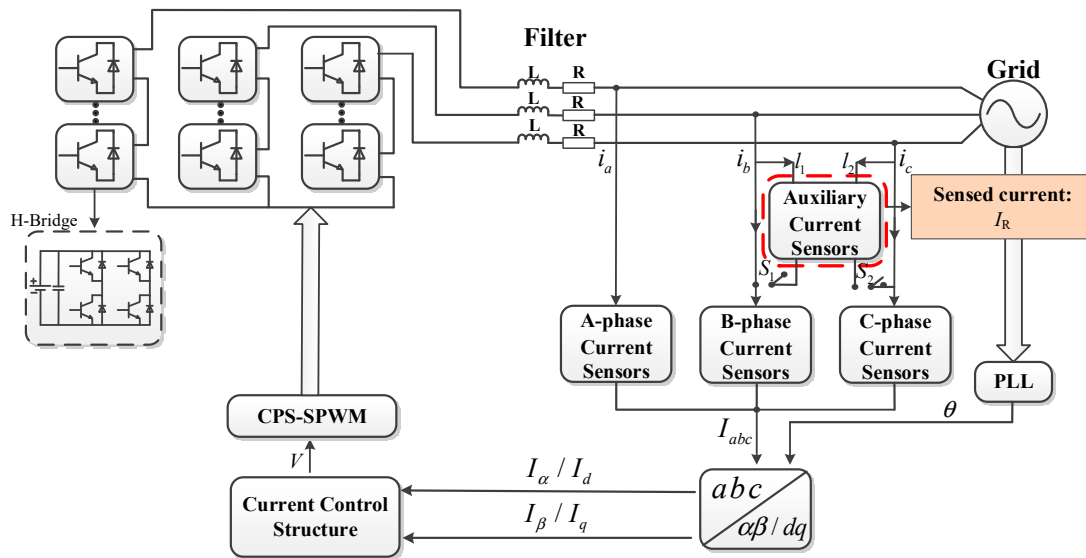 Filter
Grid
L R
L R
L R
i_a
i_b
l_1
l_2
i_c
Auxiliary
Current
Sensors
Sensed current:
I_R
H-Bridge
+
−
S_1
S_2
A-phase
Current
Sensors
B-phase
Current
Sensors
C-phase
Current
Sensors
PLL
CPS-SPWM
θ
I_abc
V
I_α / I_d
Current Control
Structure
I_β / I_q
abc
αβ / dq